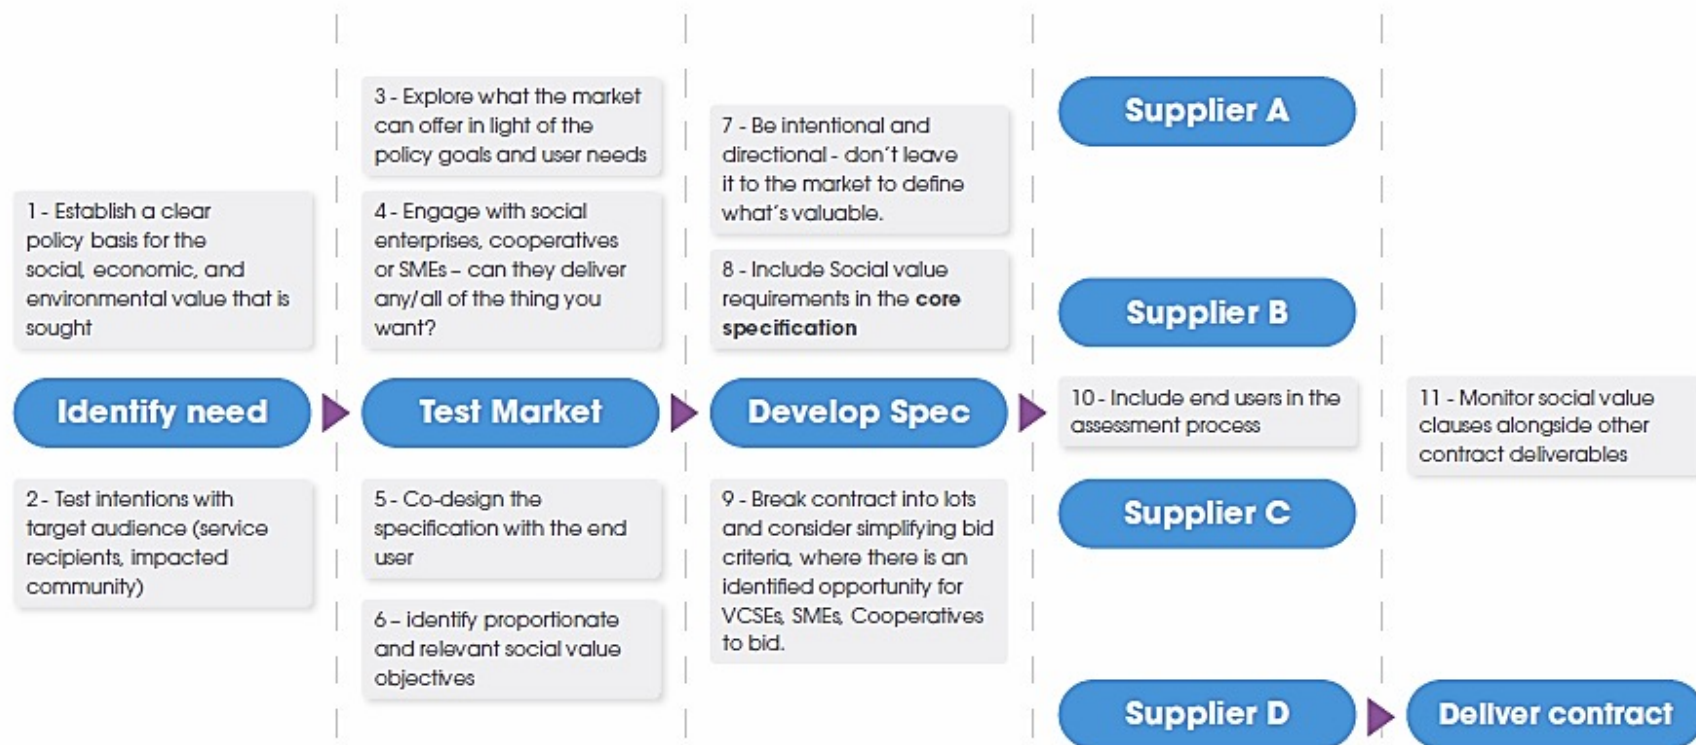 1 - Establish a clear
policy basis for the
social, economic, and
environmental value that is
sought
Identify need
2 - Test intentions with
target audience (service
recipients, impacted
community)
3 - Explore what the market
can offer in light of the
policy goals and user needs
4 - Engage with social
enterprises, cooperatives
or SMEs – can they deliver
any/all of the thing you
want?
Test Market
5 - Co-design the
specification with the end
user
6 – identify proportionate
and relevant social value
objectives
7 - Be intentional and
directional - don't leave
it to the market to define
what's valuable.
8 - Include Social value
requirements in the core
specification
Develop Spec
9 - Break contract into lots
and consider simplifying bid
criteria, where there is an
identified opportunity for
VCSEs, SMEs, Cooperatives
to bid.
Supplier A
Supplier B
10 - Include end users in the
assessment process
Supplier C
Supplier D
11 - Monitor social value
clauses alongside other
contract deliverables
Deliver contract